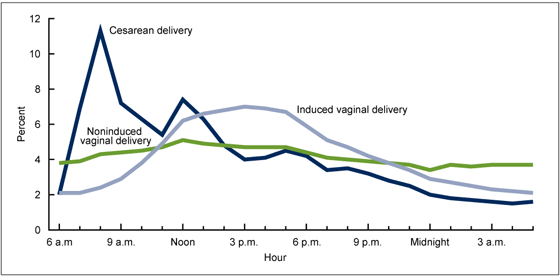 12
Cesarean delivery
10
8
Induced vaginal delivery
Percent
6
Noninduced
vaginal delivery
4
2
0
6 a.m
9 a.m.
Noon
3 p.m.
6 p.m.
9 p.m.
Midnight
3 a.m.
Hour